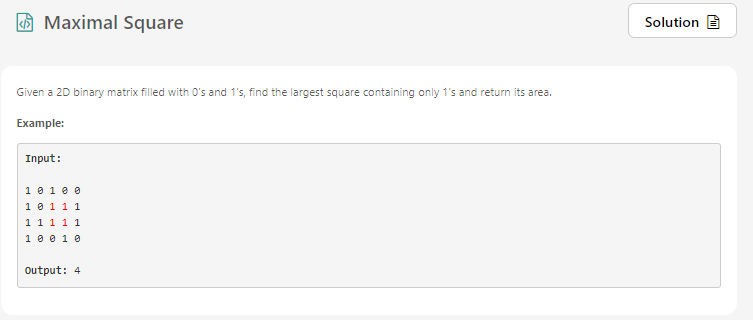 Maximal Square
Solution
Given a 2D binary matrix filled with 0's and 1's, find the largest square containing only 1's and return its area.
Example:
Input:
1 0 1 0 0
1 0 1 1 1
1 1 1 1 1
1 0 0 1 0
Output: 4